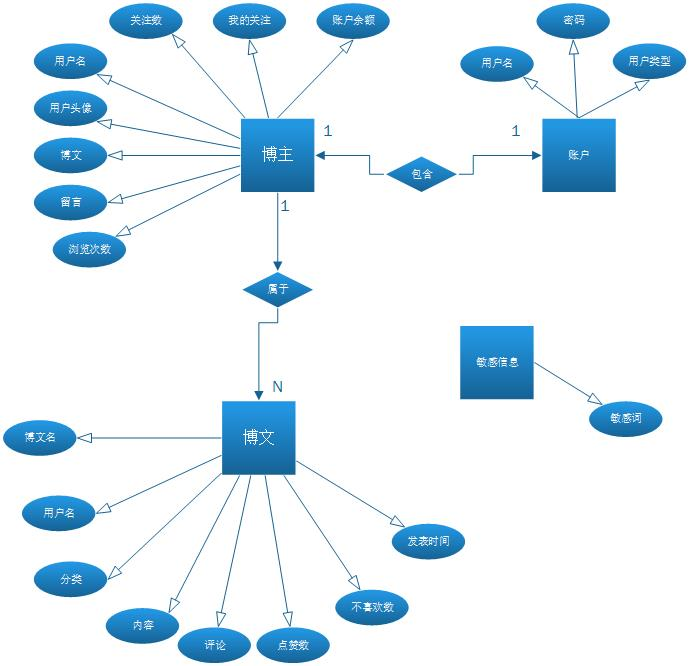 关注数
我的关注
账户余额
密码
用户名
用户名
用户类型
用户头像
博文
留言
浏览次数
博主
1
1
包含
账户
1
属于
N
敏感信息
敏感词
博文
博文名
用户名
分类
内容
评论
点赞数
不喜欢数
发表时间